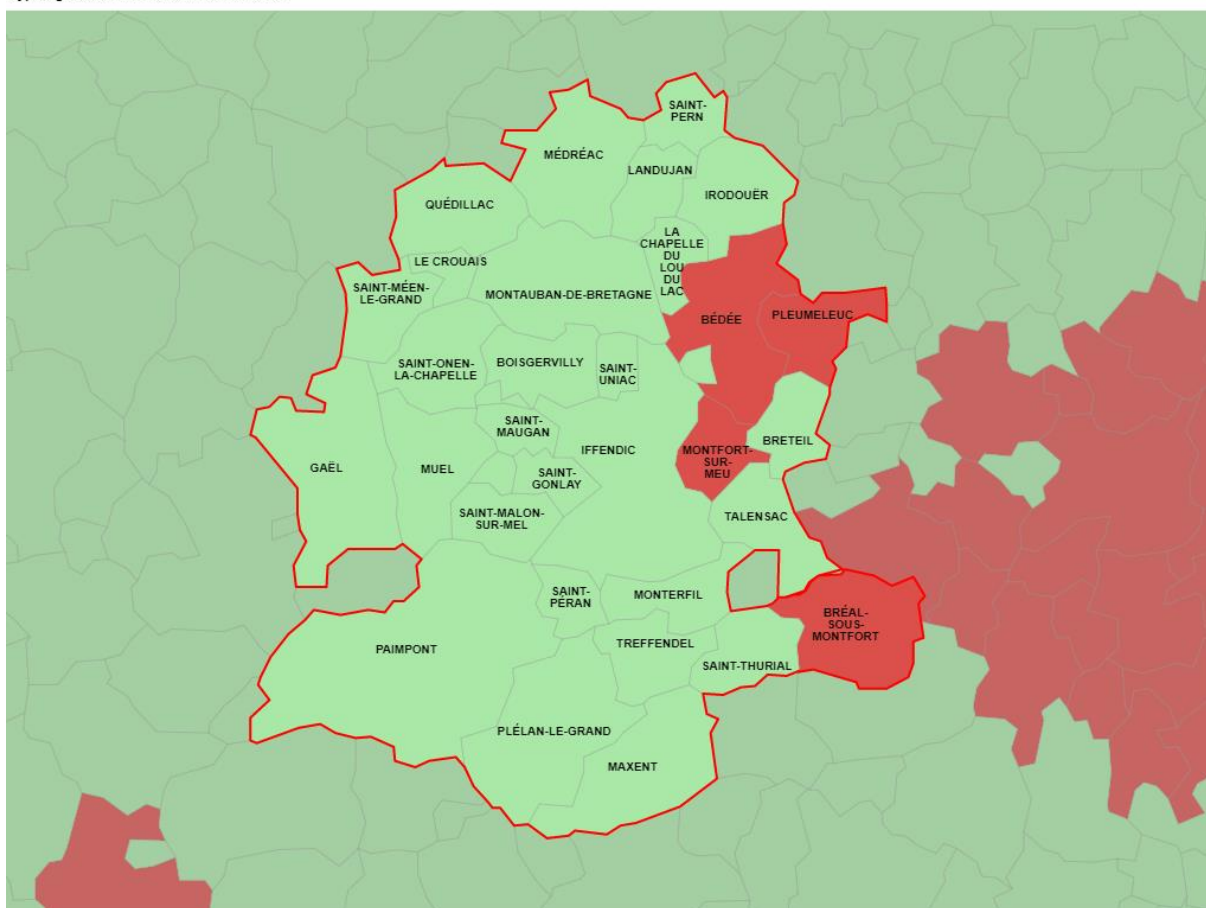 SAINT-
PERN
MÉDRÉAC
LANDUJAN
IRODOUËR
QUÉDILLAC
LA
CHAPELLE
DU
LOU
DU
LAC
LE CROUAIS
SAINT-MÉEN-
LE-GRAND
MONTAUBAN-DE-BRETAGNE
BÉDÉE
PLEUMELEUC
SAINT-ONEN-
LA-CHAPELLE
BOISGERVILLY
SAINT-
UNIAC
SAINT-
MAUGAN
IFFENDIC
MONTFORT-
SUR-
MEU
BRETEIL
GAËL
MUEL
SAINT-
GONLAY
SAINT-MALON-
SUR-MEL
TALENSAC
SAINT-
PÉRAN
MONTERFIL
BRÉAL-
SOUS-
MONTFORT
PAIMPONT
TREFFENDEL
SAINT-THURIAL
PLÉLAN-LE-GRAND
MAXENT